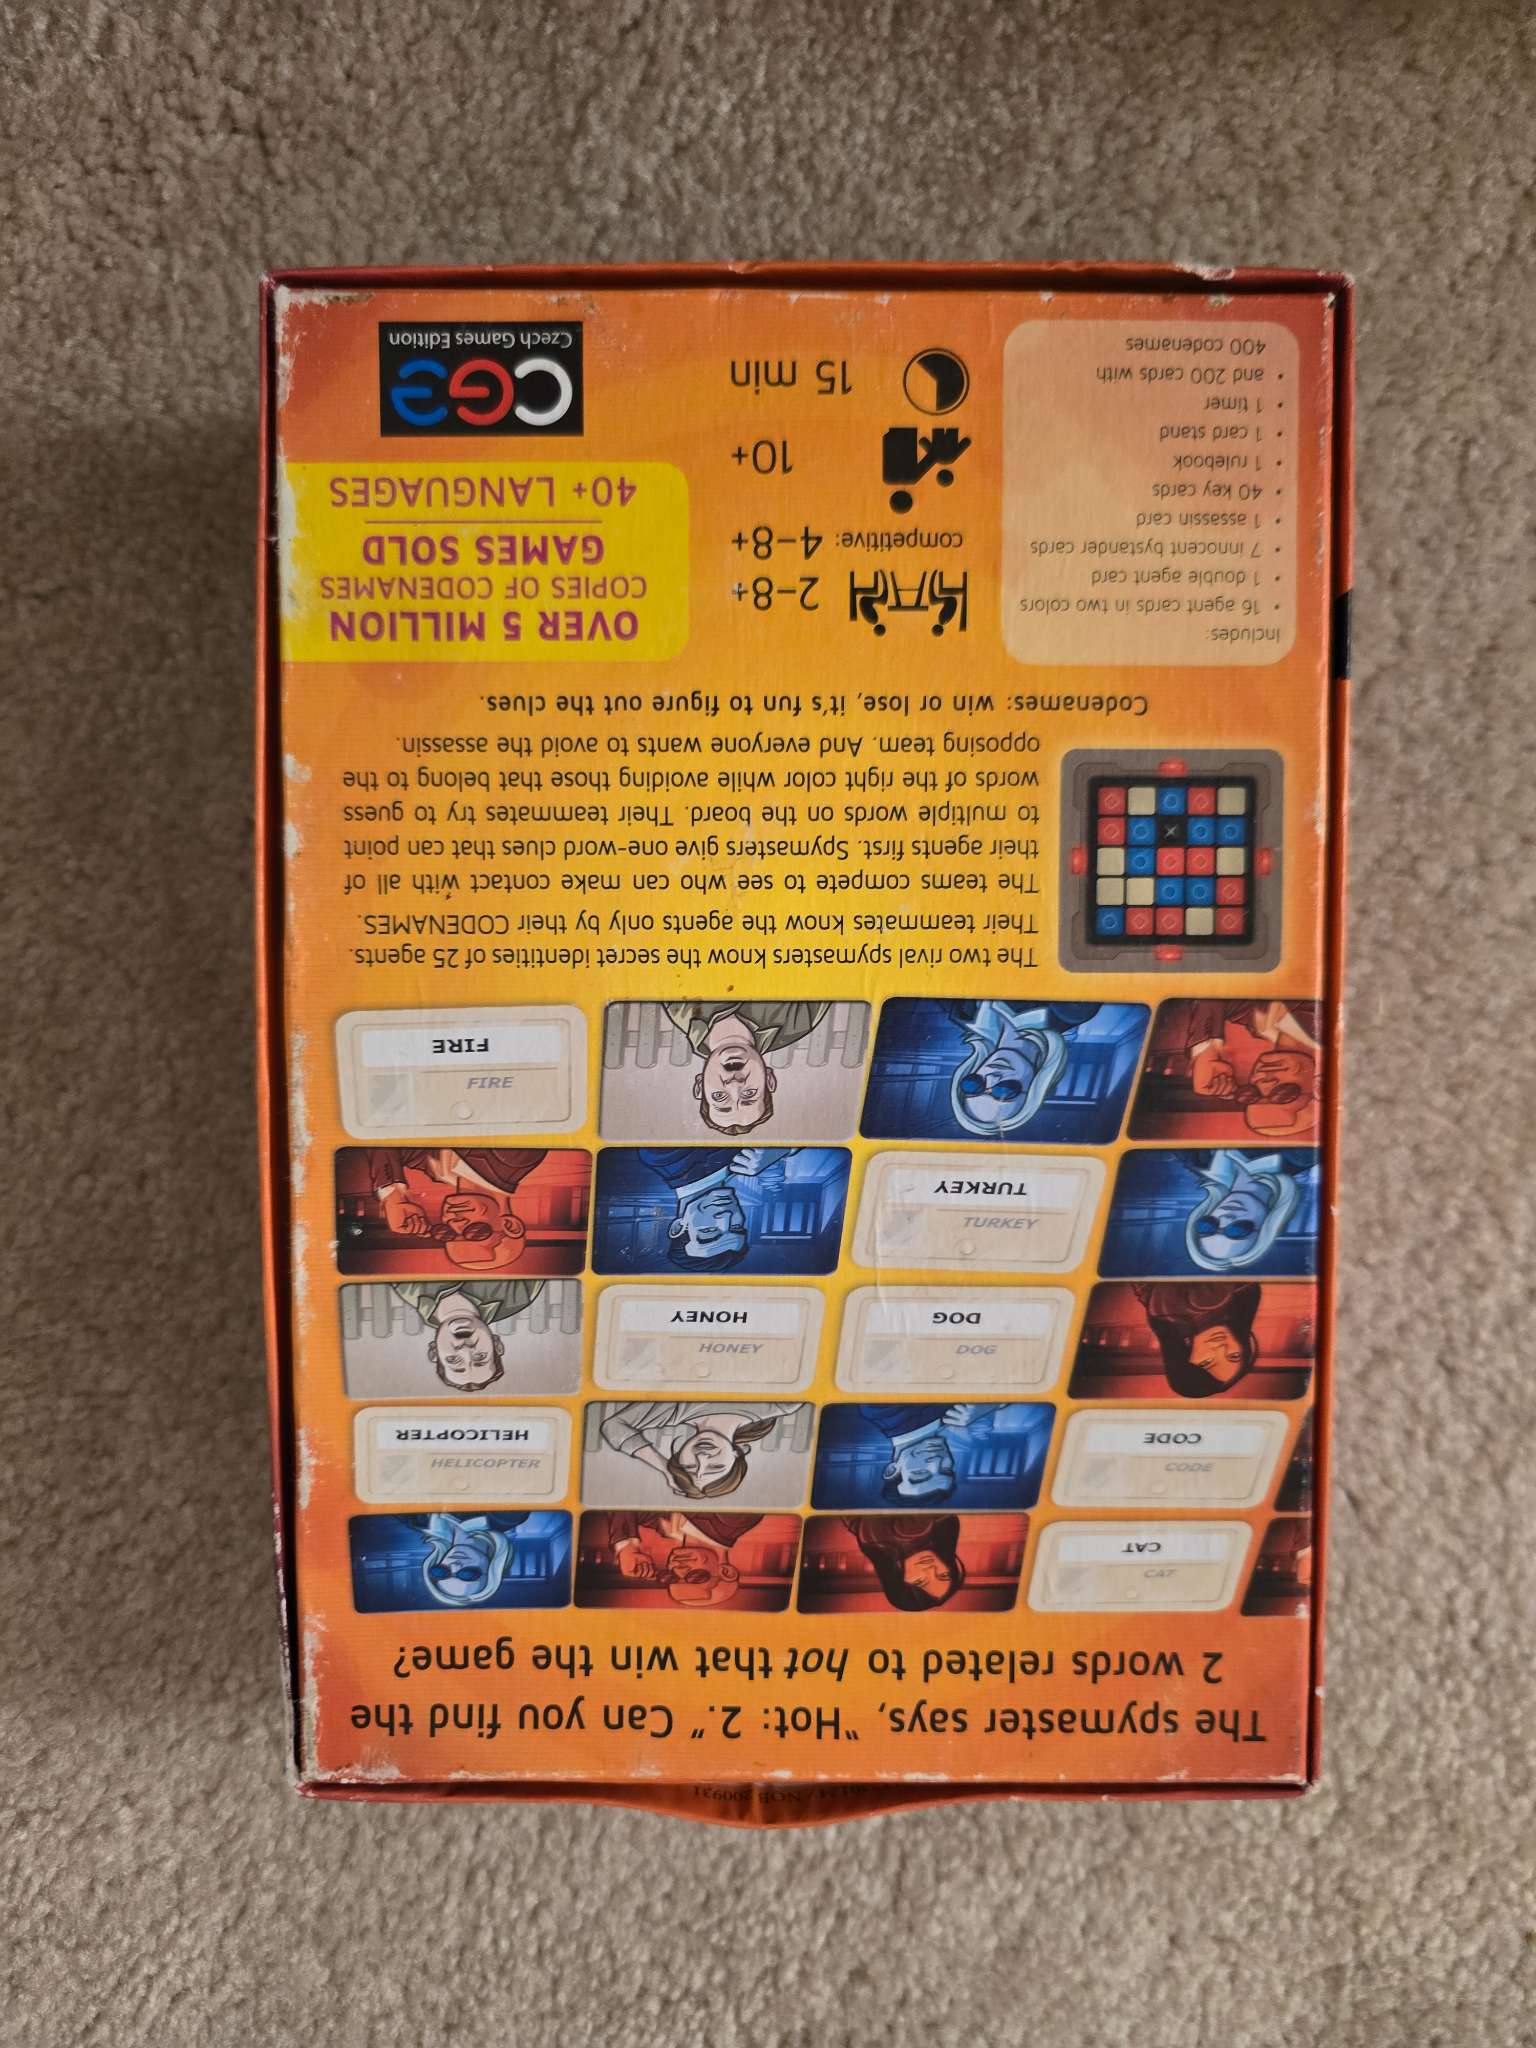 The spymaster says, "Hot: 2." Can you find the
2 words related to hot that win the game?
CAT
CAT
CODE
CODE
HELICOPTER
HELICOPTER
DOG
DOG
HONEY
HONEY
TURKEY
TURKEY
FIRE
FIRE
The two rival spymasters know the secret identities of 25 agents.
Their teammates know the agents only by their CODENAMES.
The teams compete to see who can make contact with all of
their agents first. Spymasters give one-word clues that can point
to multiple words on the board. Their teammates try to guess
words of the right color while avoiding those that belong to the
opposing team. And everyone wants to avoid the assassin.
Codenames: win or lose, it's fun to figure out the clues.
Includes:
• 16 agent cards in two colors
• 1 double agent card
• 7 innocent bystander cards
• 1 assassin card
• 40 key cards
• 1 rulebook
• 1 card stand
• 1 timer
• and 200 cards with
400 codenames
2–8+
competitive: 4–8+
10+
15 min
OVER 5 MILLION
COPIES OF CODENAMES
GAMES SOLD
40+ LANGUAGES
CGE
Czech Games Edition